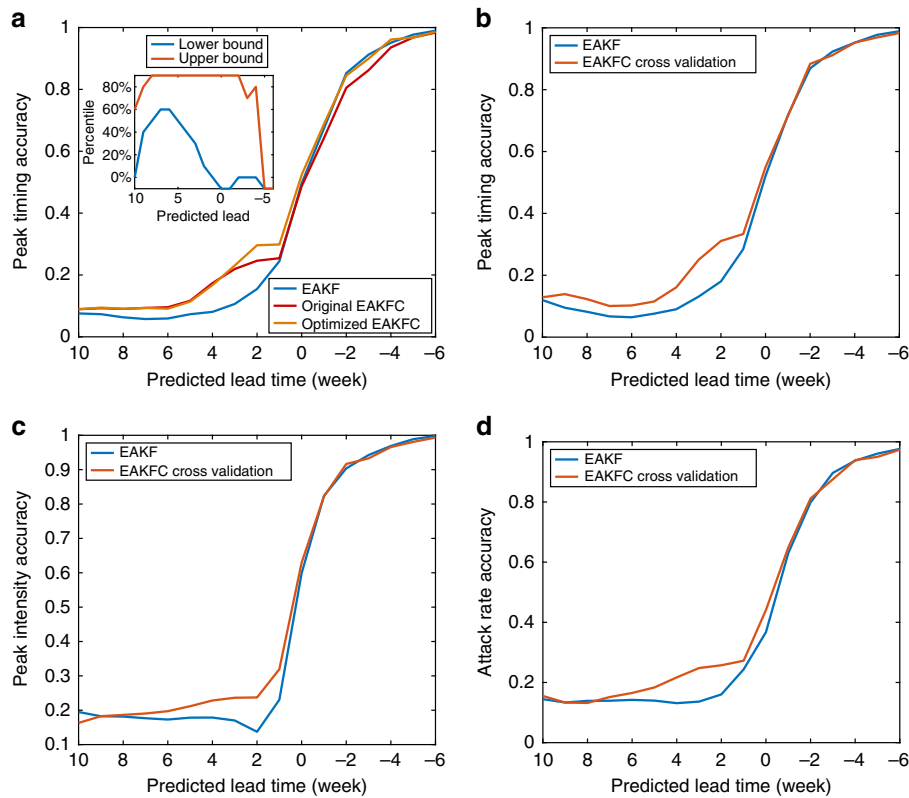 a
Peak timing accuracy
1
0.8
0.6
0.4
0.2
0
Lower bound
Upper bound
Percentile
80%
60%
40%
20%
0%
10 5 0 –5
Predicted lead
EAKF
Original EAKFC
Optimized EAKFC
10 8 6 4 2 0 –2 –4 –6
Predicted lead time (week)
b
Peak timing accuracy
1
0.8
0.6
0.4
0.2
0
EAKF
EAKFC cross validation
10 8 6 4 2 0 –2 –4 –6
Predicted lead time (week)
c
Peak intensity accuracy
1
0.9
0.8
0.7
0.6
0.5
0.4
0.3
0.2
0.1
EAKF
EAKFC cross validation
10 8 6 4 2 0 –2 –4 –6
Predicted lead time (week)
d
Attack rate accuracy
1
0.8
0.6
0.4
0.2
0
EAKF
EAKFC cross validation
10 8 6 4 2 0 –2 –4 –6
Predicted lead time (week)